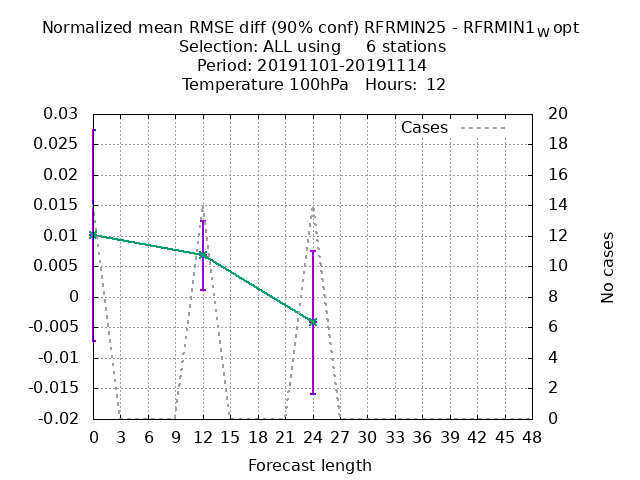 Normalized mean RMSE diff (90% conf) RFRMIN25 - RFRMIN1w opt
Selection: ALL using 6 stations
Period: 20191101-20191114
Temperature 100hPa Hours: 12
0.03
0.025
0.02
0.015
0.01
0.005
0
-0.005
-0.01
-0.015
-0.02
Cases
20
18
16
14
12
10
8
6
4
2
0
No cases
0 3 6 9 12 15 18 21 24 27 30 33 36 39 42 45 48
Forecast length